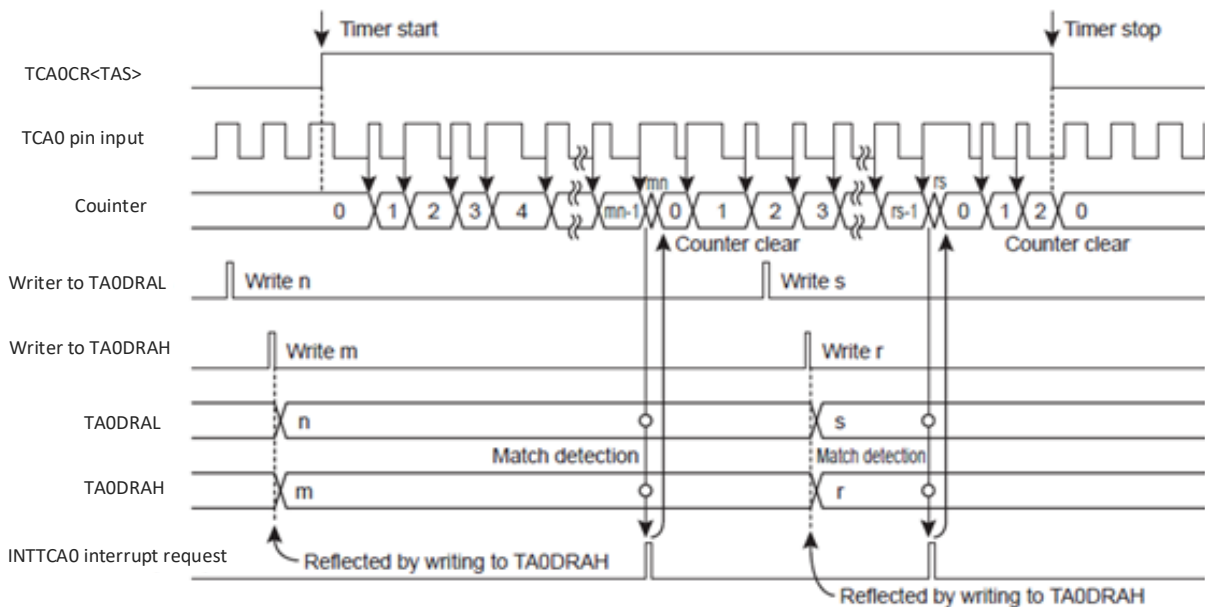 Timer start
Timer stop
TCA0CR<TAS>
TCA0 pin input
mn
rs
Couinter
0 1 2 3 4 mn-1 0 1 2 3 rs-1 0 1 2 0
Counter clear
Counter clear
Writer to TA0DRAL
Write n
Write s
Writer to TA0DRAH
Write m
Write r
TA0DRAL
n
s
Match detection
Match detection
TA0DRAH
m
r
INTTCA0 interrupt request
Reflected by writing to TA0DRAH
Reflected by writing to TA0DRAH